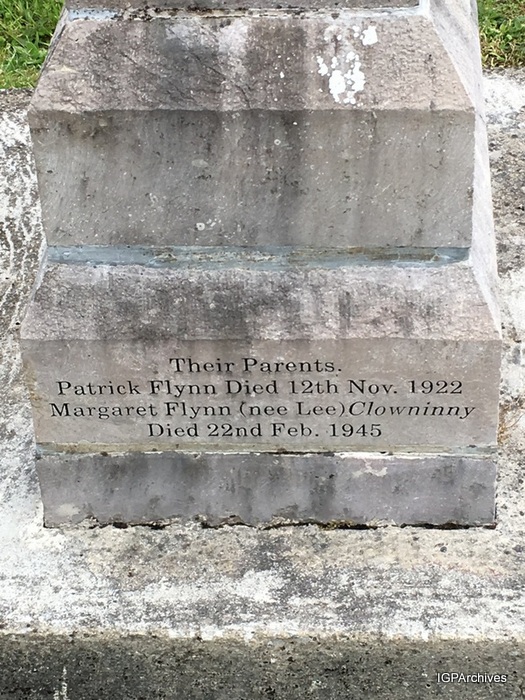 Their Parents.
Patrick Flynn Died 12th Nov. 1922
Margaret Flynn (nee Lee) Clowninny
Died 22nd Feb. 1945
IGPArchives